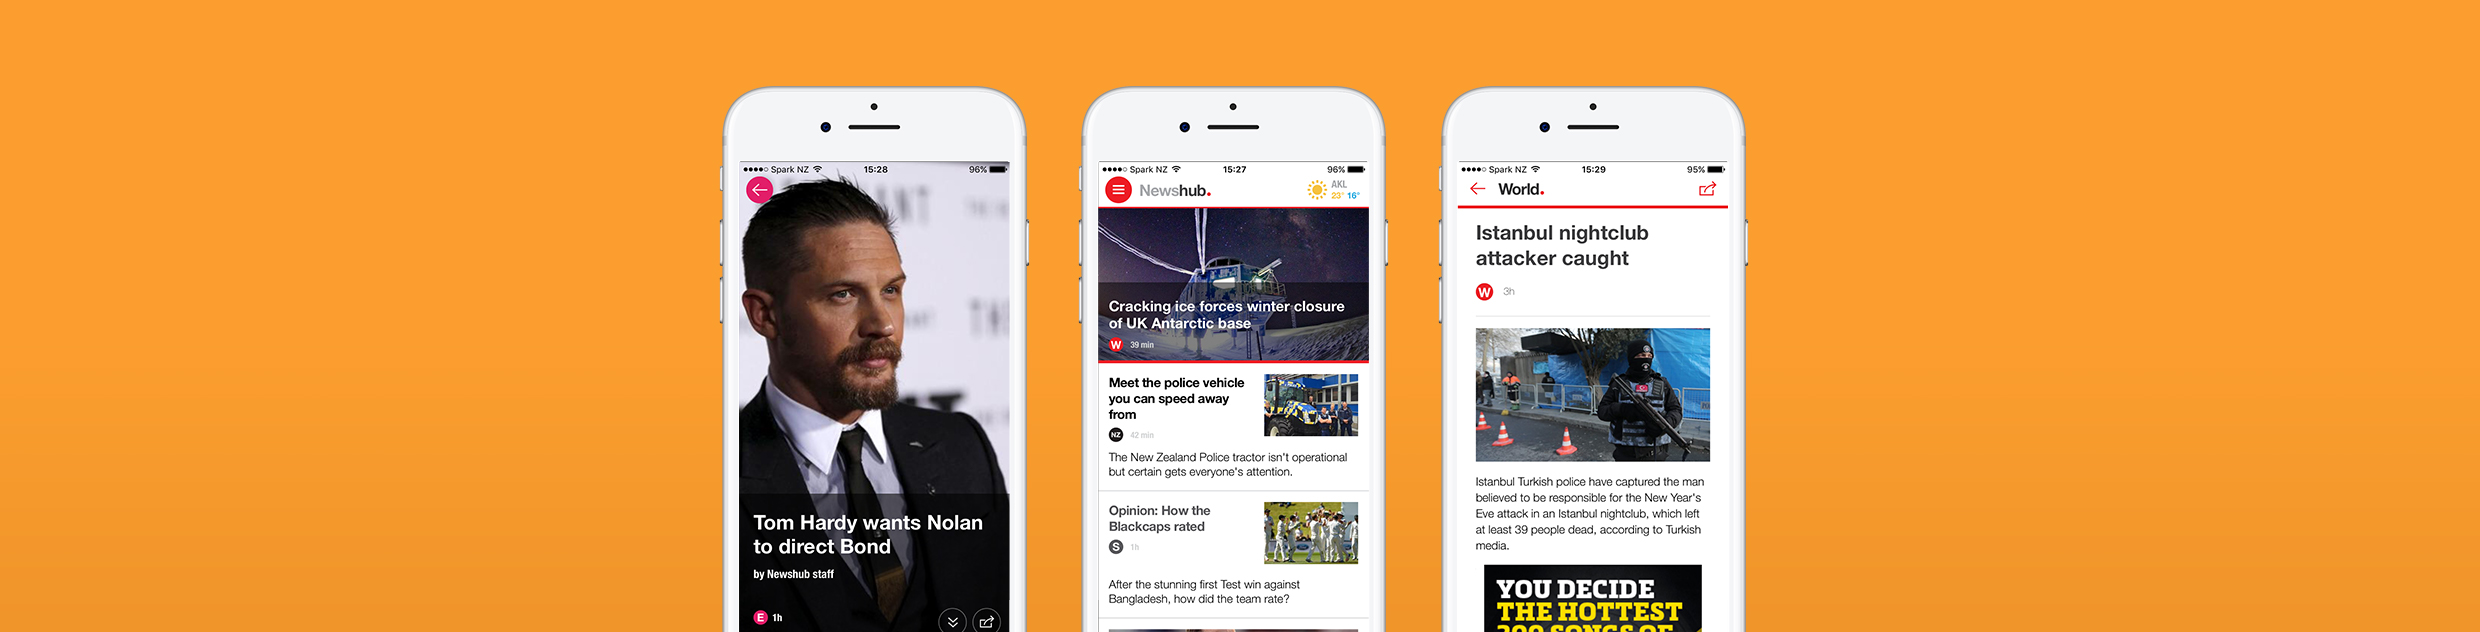 Spark NZ 15:28 96%
Tom Hardy wants Nolan
to direct Bond
by Newshub staff
E 1h
Spark NZ 15:27 96%
Newshub.
AKL
23° 16°
Cracking ice forces winter closure
of UK Antarctic base
W 39 min
Meet the police vehicle
you can speed away
from
NZ 42 min
The New Zealand Police tractor isn't operational
but certain gets everyone's attention.
Opinion: How the
Blackcaps rated
S 1h
After the stunning first Test win against
Bangladesh, how did the team rate?
Spark NZ 15:29 95%
World.
Istanbul nightclub
attacker caught
W 3h
Istanbul Turkish police have captured the man
believed to be responsible for the New Year's
Eve attack in an Istanbul nightclub, which left
at least 39 people dead, according to Turkish
media.
YOU DECIDE
THE HOTTEST
200 SONGS OF